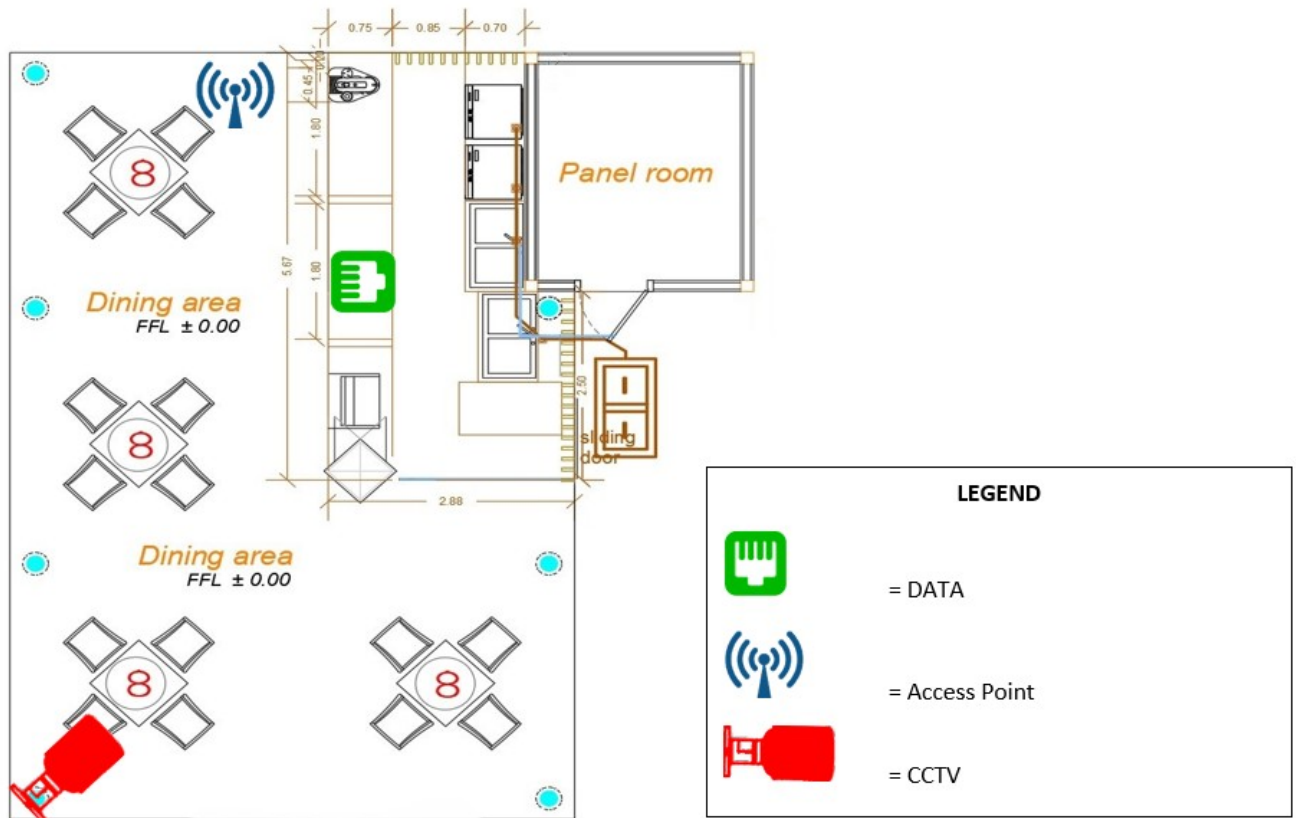 0.75
0.85
0.70
0.20
0.45
1.80
Panel room
8
5.67
1.80
Dining area
FFL ± 0.00
2.50
8
sliding
door
2.88
LEGEND
Dining area
FFL ± 0.00
= DATA
8
8
= Access Point
= CCTV